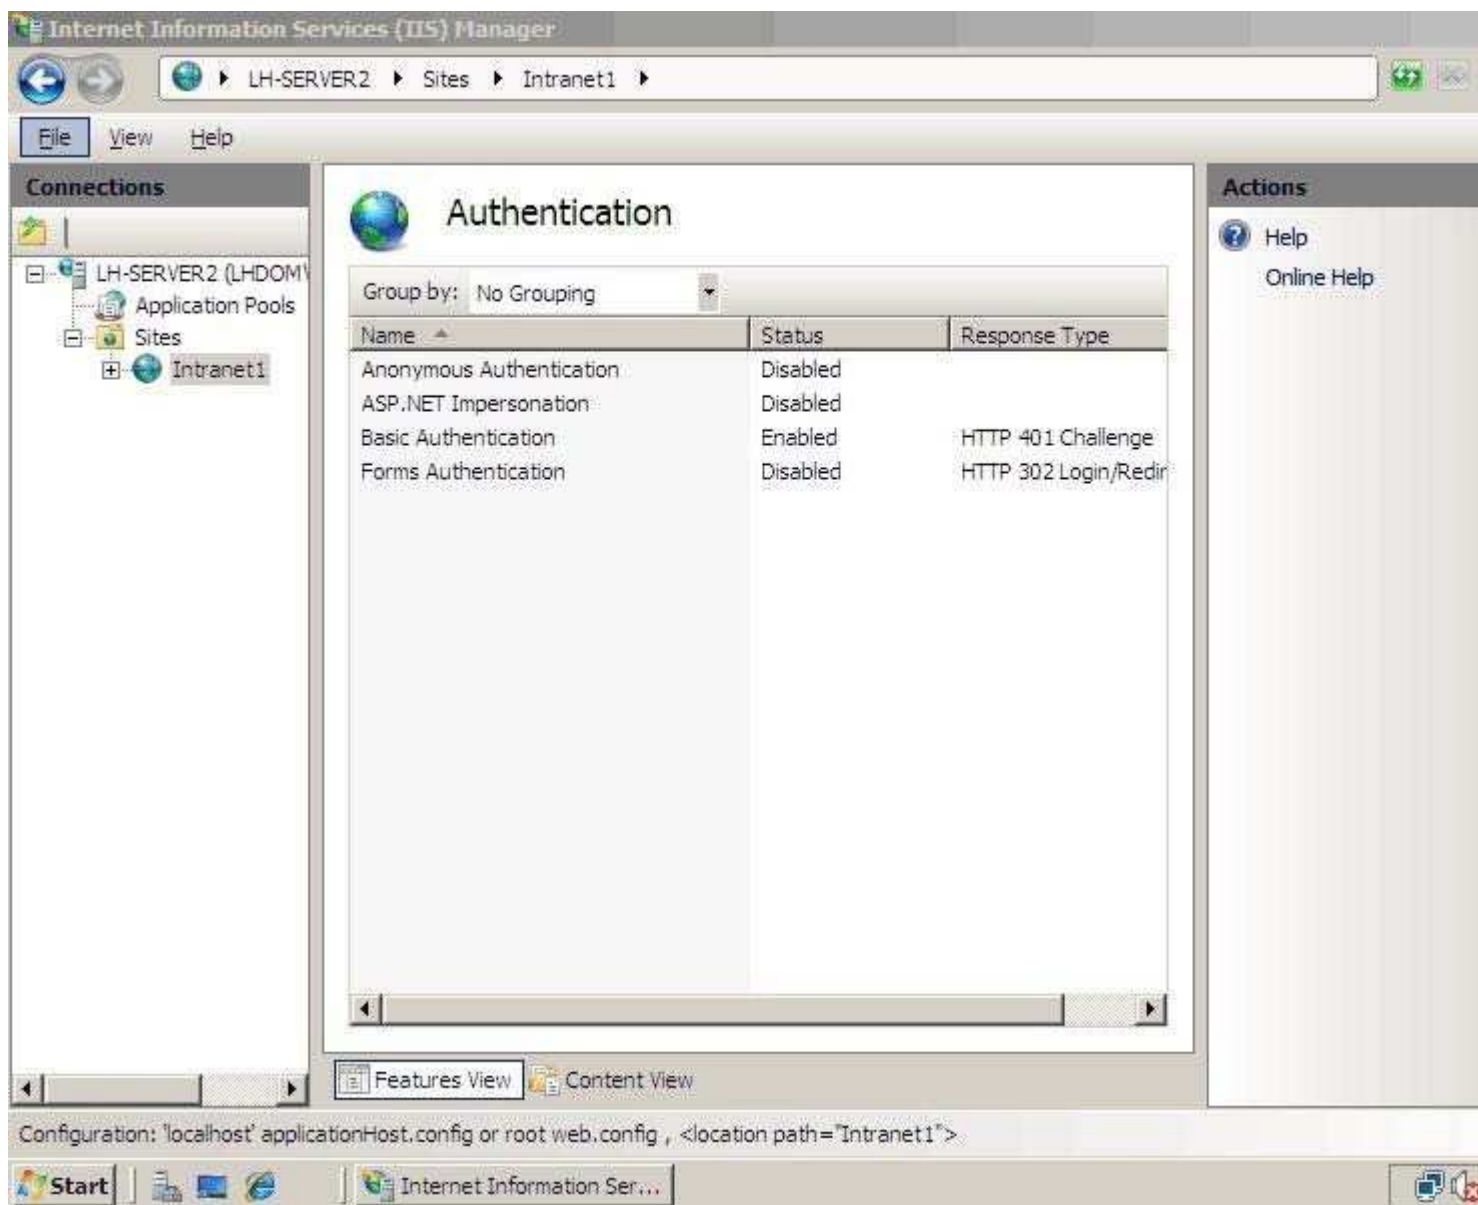 Internet Information Services (IIS) Manager
LH-SERVER2 Sites Intranet1
File View Help
Connections
LH-SERVER2 (LHDOM\
Application Pools
Sites
Intranet1
Authentication
Group by: No Grouping
Name Status Response Type
Anonymous Authentication Disabled
ASP.NET Impersonation Disabled
Basic Authentication Enabled HTTP 401 Challenge
Forms Authentication Disabled HTTP 302 Login/Redir
Features View Content View
Actions
Help
Online Help
Configuration: 'localhost' applicationHost.config or root web.config , <location path="Intranet1">
Start Internet Information Ser...